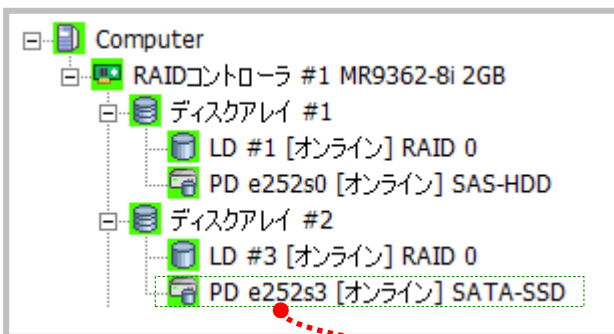 Computer
RAIDコントローラ #1 MR9362-8i 2GB
ディスクアレイ #1
LD #1 [オンライン] RAID 0
PD e252s0 [オンライン] SAS-HDD
ディスクアレイ #2
LD #3 [オンライン] RAID 0
PD e252s3 [オンライン] SATA-SSD